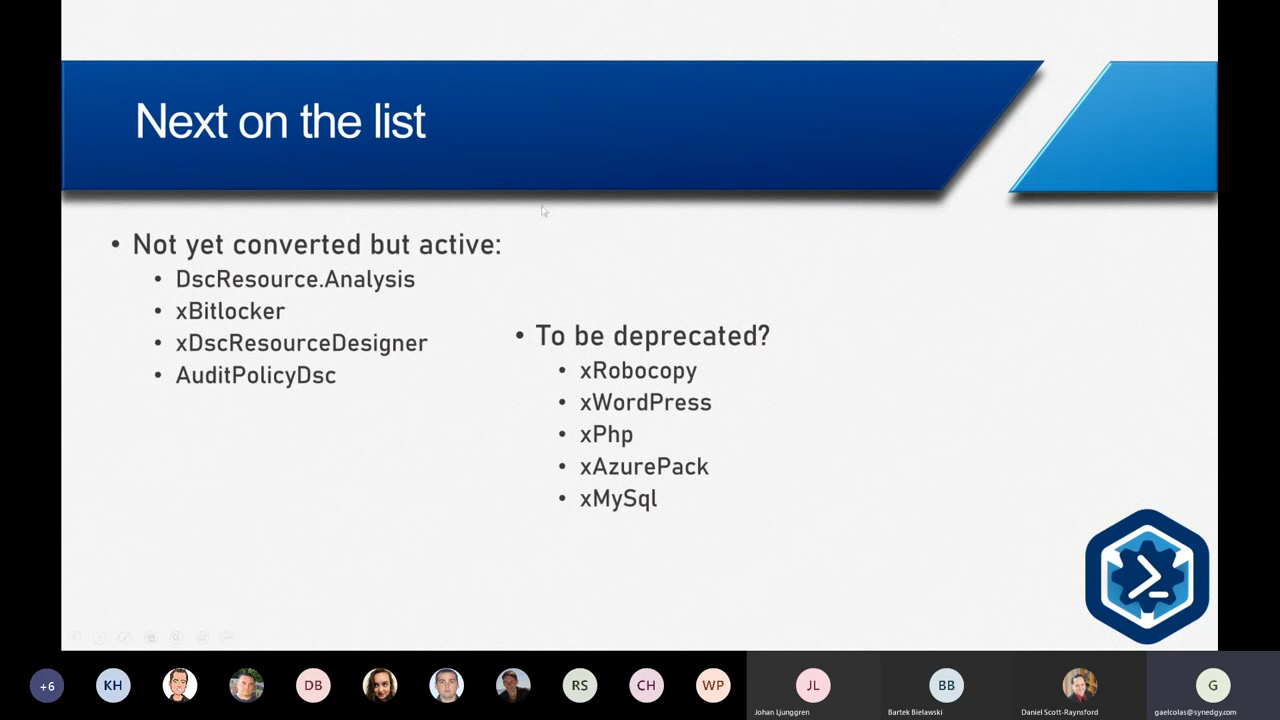 Next on the list
• Not yet converted but active:
• DscResource.Analysis
• xBitlocker
• xDscResourceDesigner
• AuditPolicyDsc
• To be deprecated?
• xRobocopy
• xWordPress
• xPhp
• xAzurePack
• xMySql
+6
KH
DB
RS
CH
WP
JL
Johan Ljunggren
BB
Bartek Bielawski
Daniel Scott-Raynsford
G
gaelcolas@synedgy.com